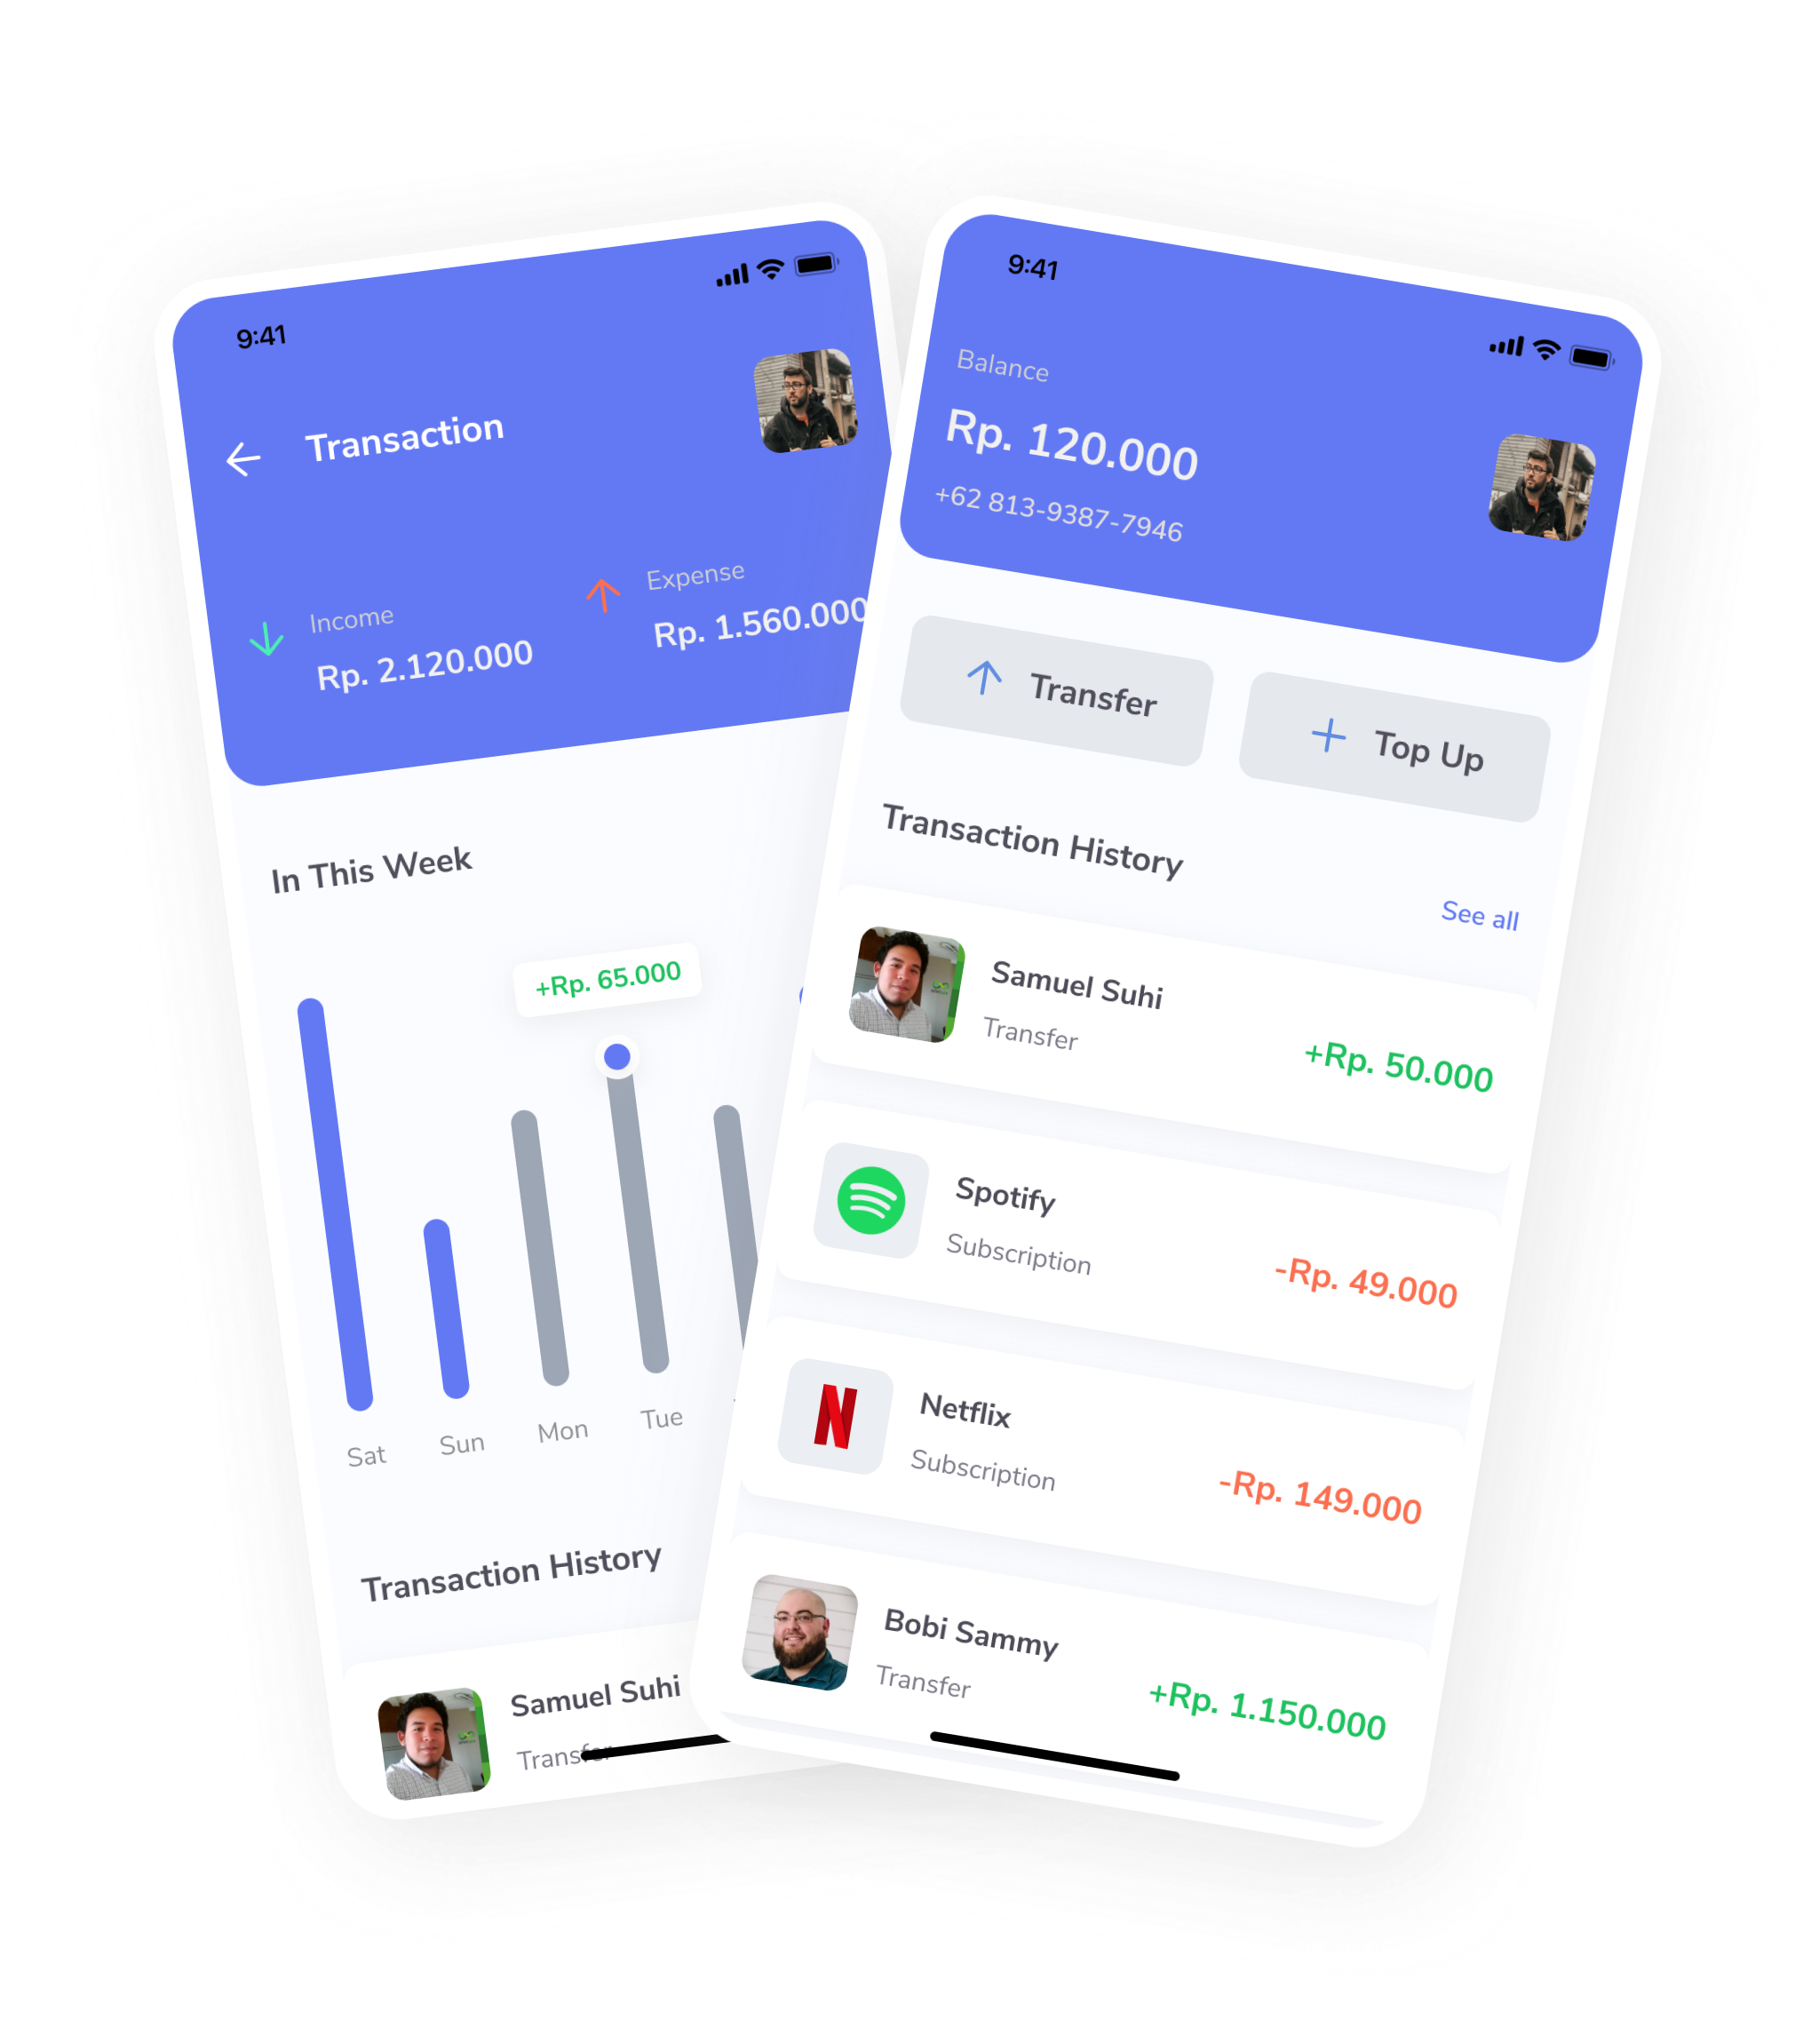 9:41
Transaction
Income
Rp. 2.120.000
Expense
Rp. 1.560.000
In This Week
+Rp. 65.000
Sat
Sun
Mon
Tue
Transaction History
Samuel Suhi
Transfer
9:41
Balance
Rp. 120.000
+62 813-9387-7946
Transfer
Top Up
Transaction History
See all
Samuel Suhi
Transfer
+Rp. 50.000
Spotify
Subscription
-Rp. 49.000
Netflix
Subscription
-Rp. 149.000
Bobi Sammy
Transfer
+Rp. 1.150.000